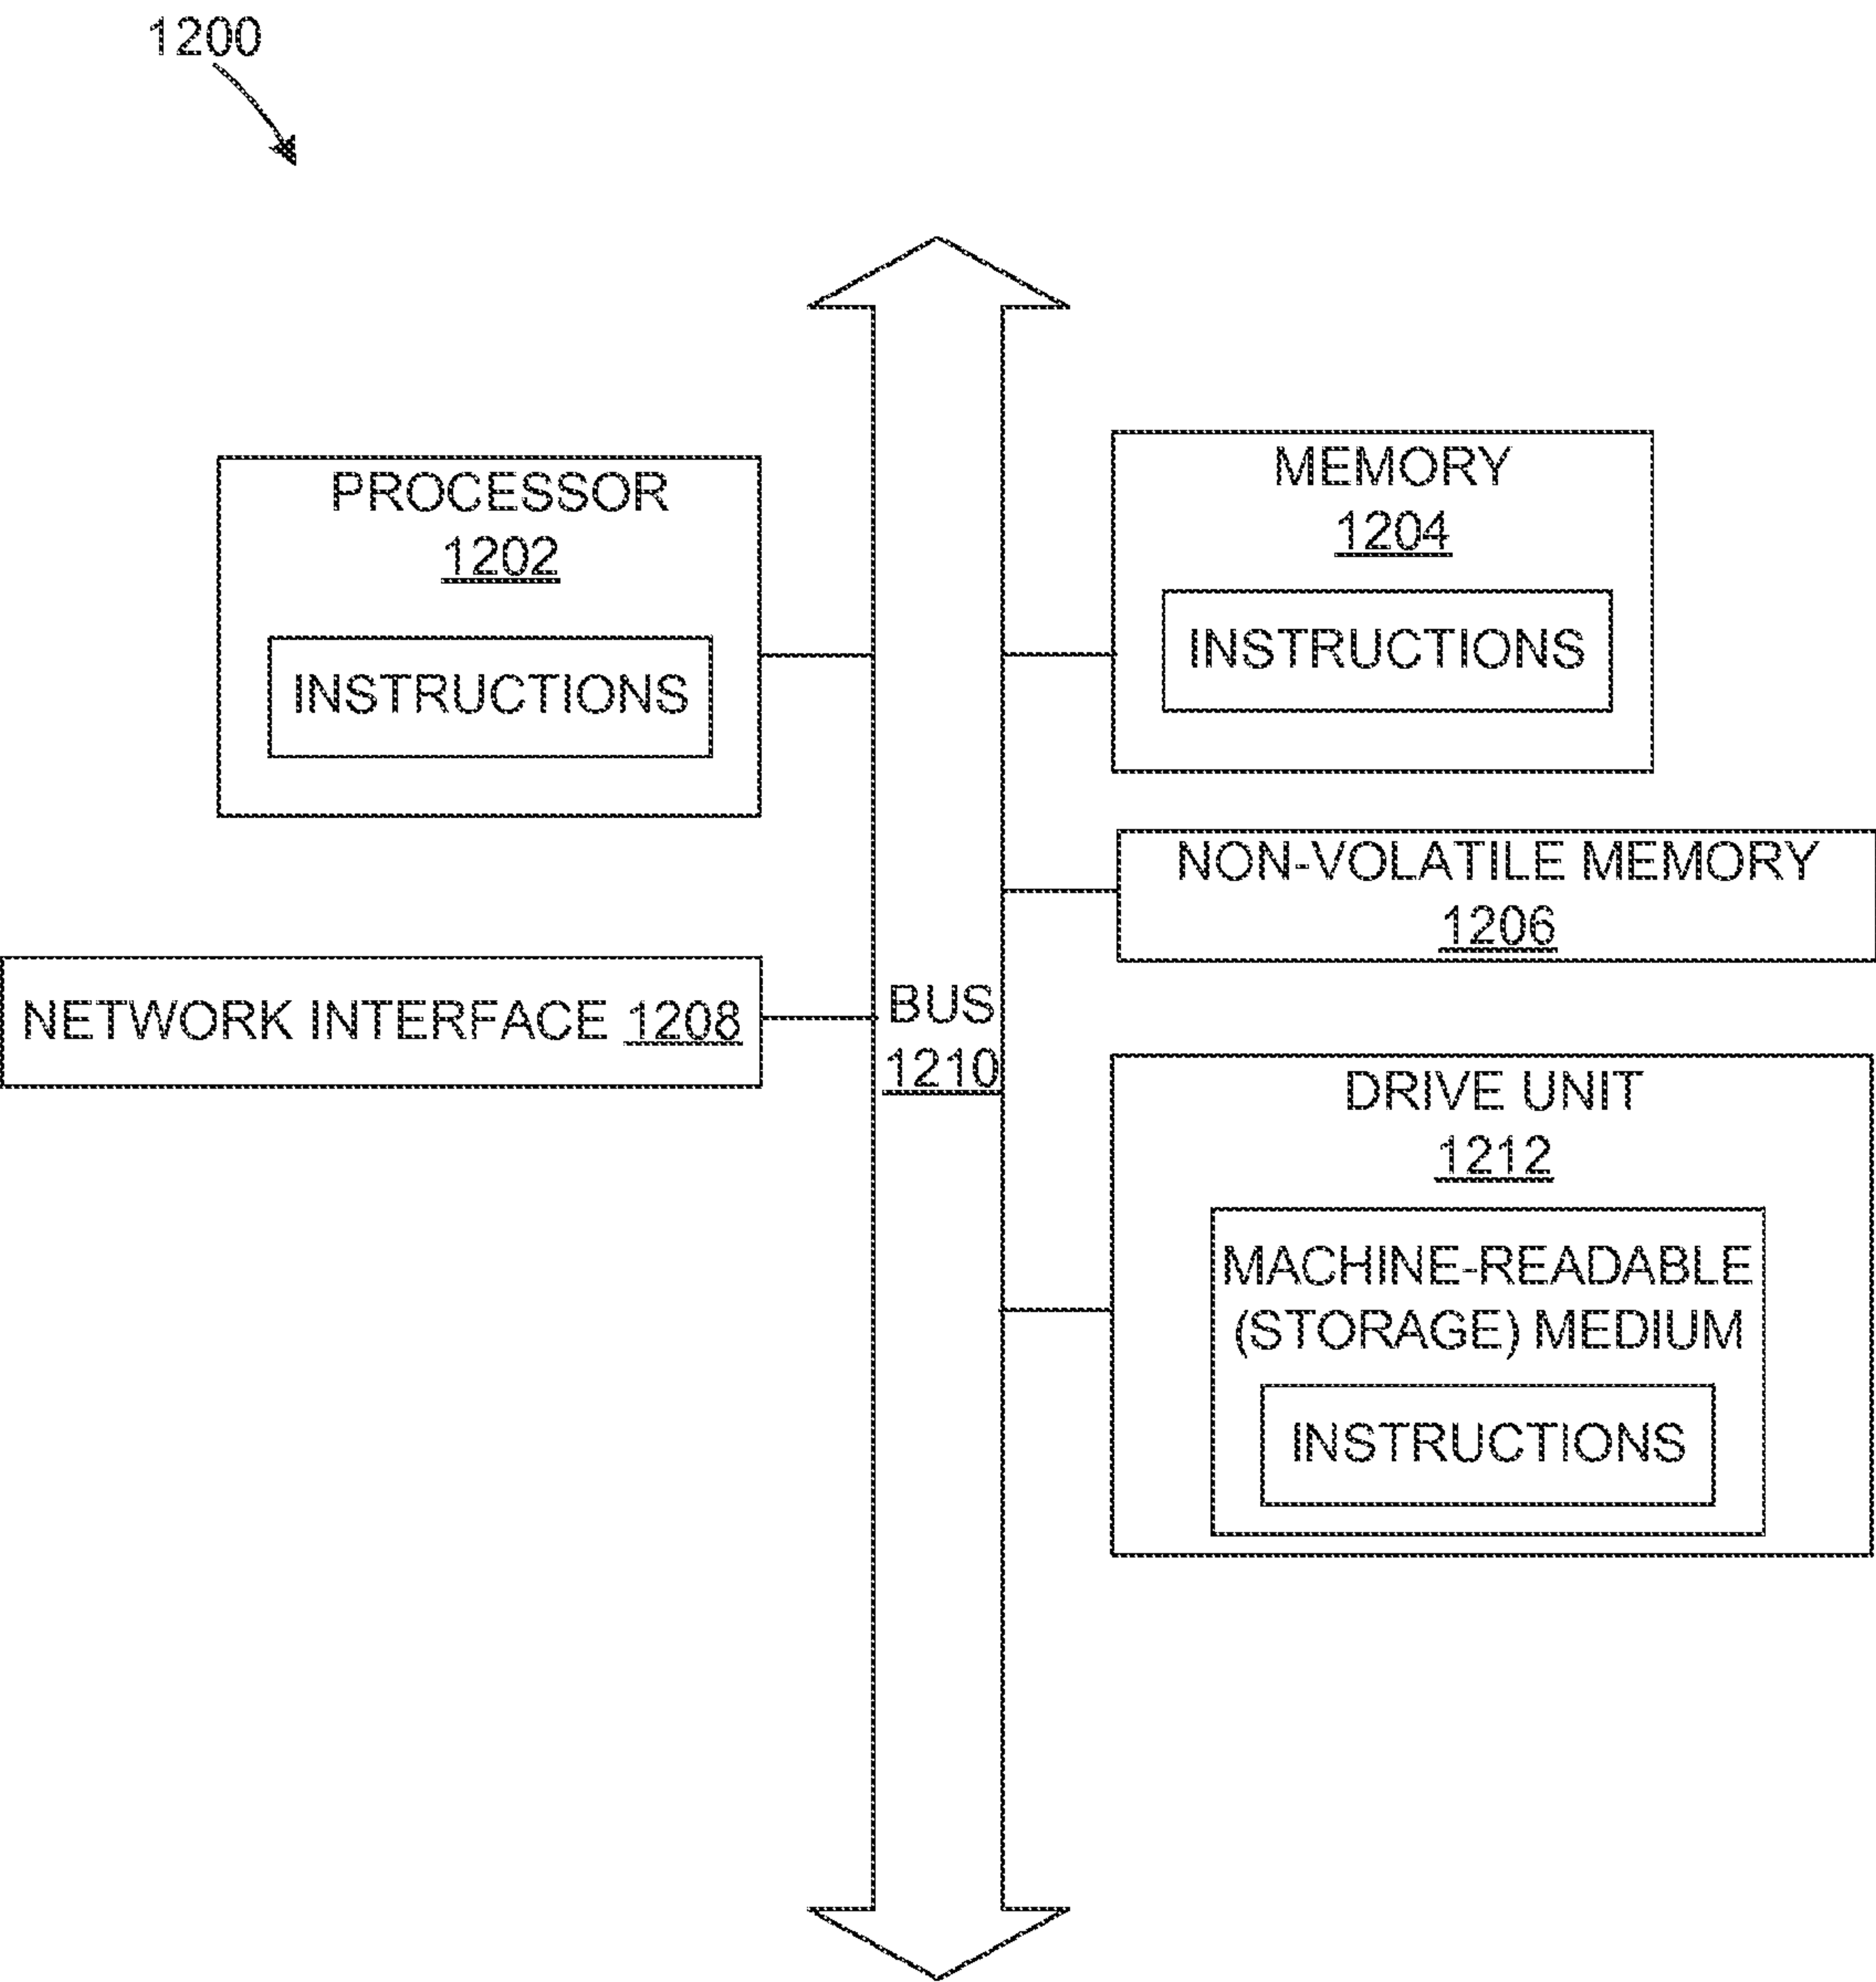 1200
PROCESSOR
1202
INSTRUCTIONS
MEMORY
1204
INSTRUCTIONS
NON-VOLATILE MEMORY
1206
NETWORK INTERFACE 1208
BUS
1210
DRIVE UNIT
1212
MACHINE-READABLE
(STORAGE) MEDIUM
INSTRUCTIONS